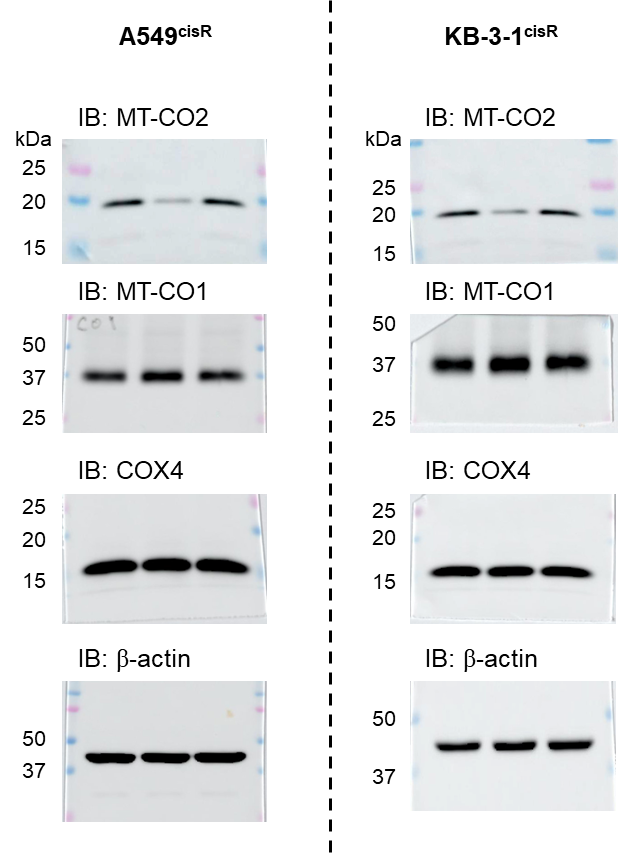 A549cisR
KB-3-1cisR
IB: MT-CO2
kDa
25
20
15
IB: MT-CO1
CO1
50
37
25
IB: COX4
25
20
15
IB: β-actin
50
37
IB: MT-CO2
kDa
25
20
15
IB: MT-CO1
50
37
25
IB: COX4
25
20
15
IB: β-actin
50
37